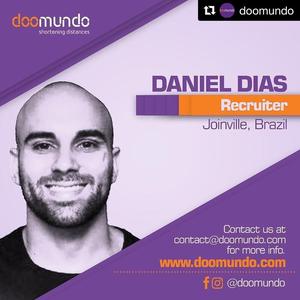 doomundo
shortening distances
doomundo
DANIEL DIAS
Recruiter
Joinville, Brazil
Contact us at
contact@doomundo.com
for more info.
www.doomundo.com
@doomundo